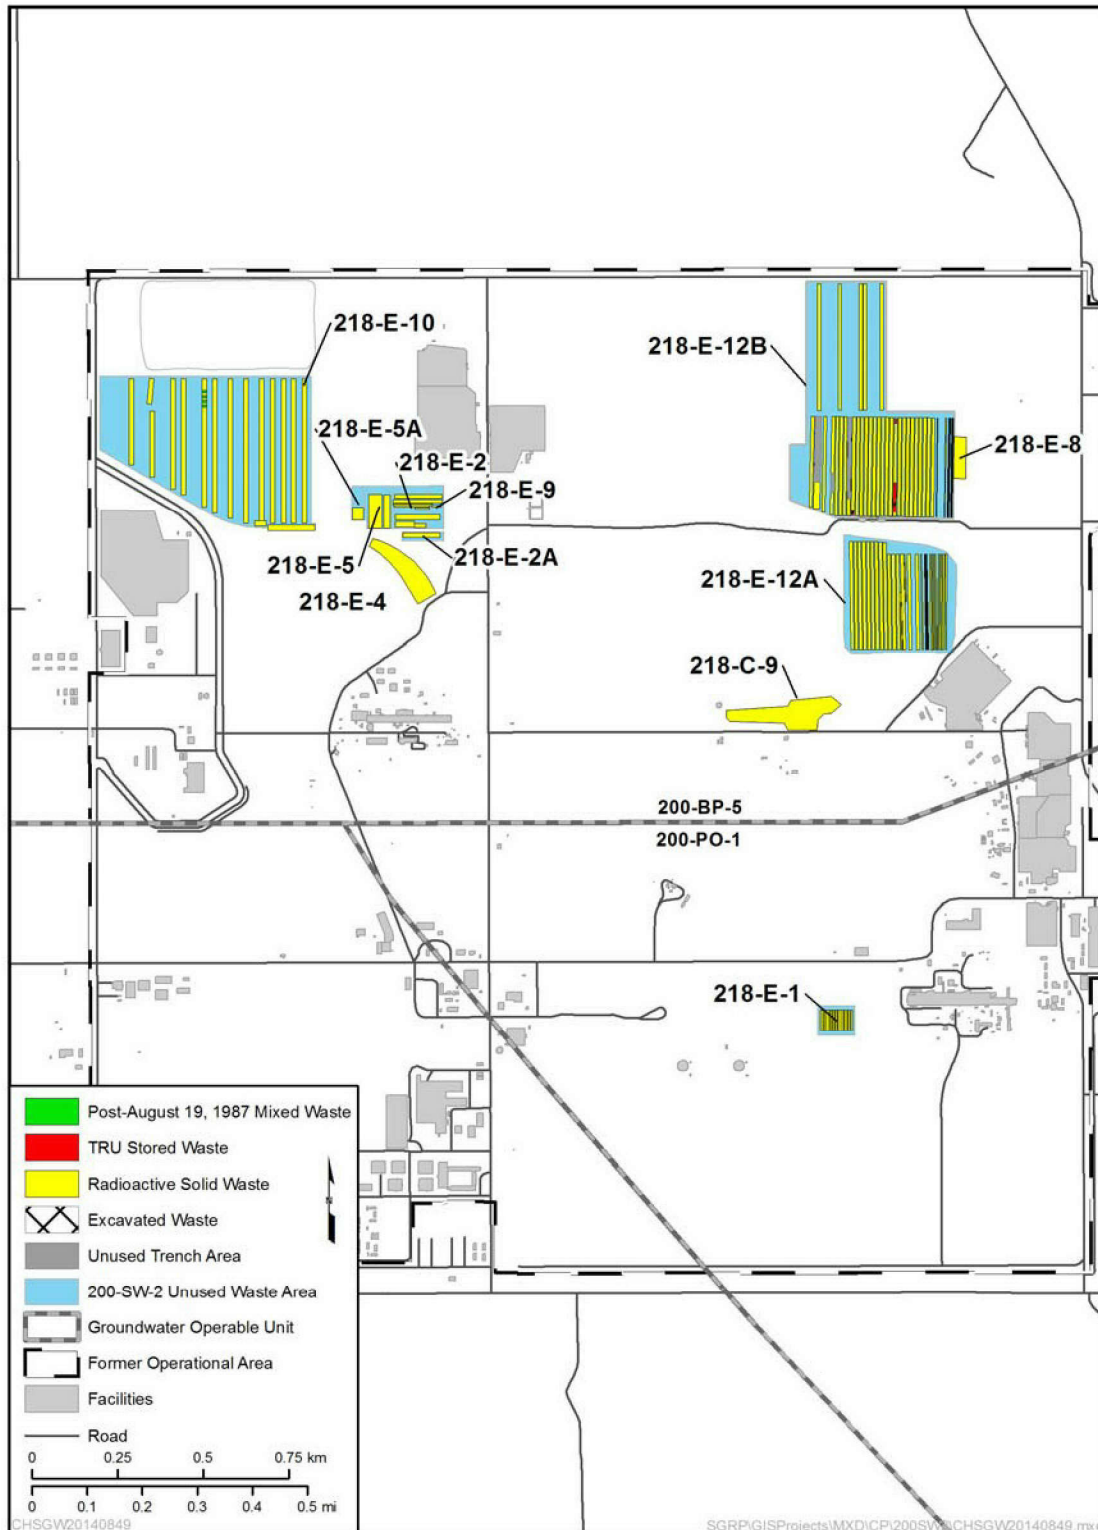 218-E-10
218-E-12B
218-E-5A
218-E-2
218-E-8
218-E-9
218-E-5
218-E-2A
218-E-12A
218-E-4
218-C-9
200-BP-5
200-PO-1
218-E-1
Post-August 19, 1987 Mixed Waste
TRU Stored Waste
Radioactive Solid Waste
Excavated Waste
Unused Trench Area
200-SW-2 Unused Waste Area
Groundwater Operable Unit
Former Operational Area
Facilities
Road
0 0.25 0.5 0.75 km
0 0.1 0.2 0.3 0.4 0.5 mi
CHSGW20140849